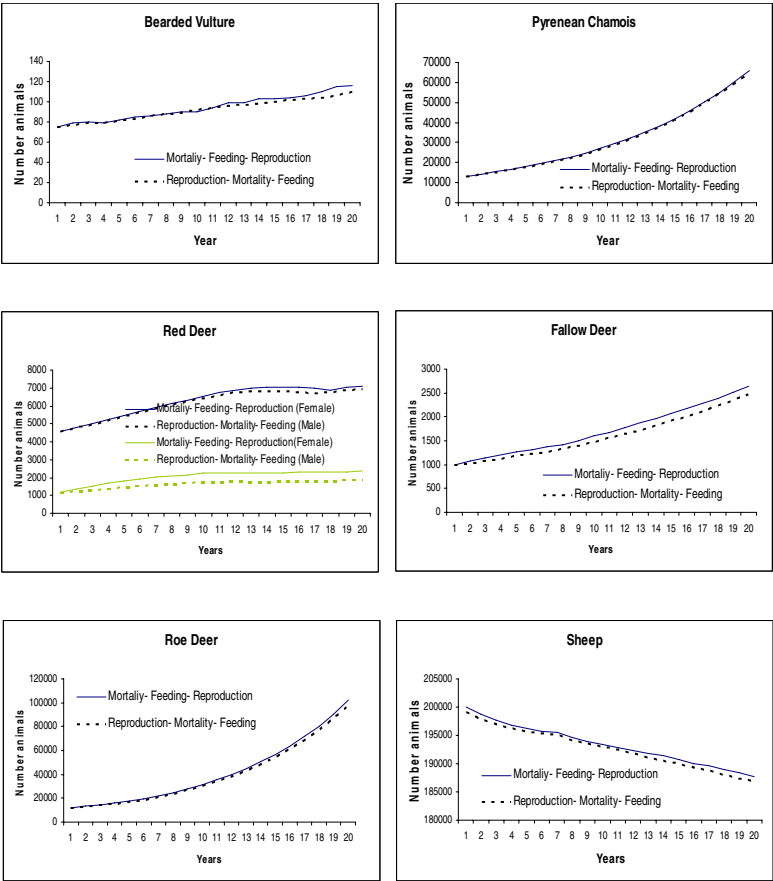 Bearded Vulture
Number animals
140
120
100
80
60
40
20
0
Mortaliy- Feeding- Reproduction
Reproduction- Mortality- Feeding
1 2 3 4 5 6 7 8 9 10 11 12 13 14 15 16 17 18 19 20
Year
Pyrenean Chamois
Number animals
70000
60000
50000
40000
30000
20000
10000
0
Mortaliy- Feeding- Reproduction
Reproduction- Mortality- Feeding
1 2 3 4 5 6 7 8 9 10 11 12 13 14 15 16 17 18 19 20
Year
Red Deer
Number animals
8000
7000
6000
5000
4000
3000
2000
1000
0
Mortaliy- Feeding- Reproduction (Female)
Reproduction- Mortality- Feeding (Male)
Mortaliy- Feeding- Reproduction(Female)
Reproduction- Mortality- Feeding (Male)
1 2 3 4 5 6 7 8 9 10 11 12 13 14 15 16 17 18 19 20
Years
Fallow Deer
Number animals
3000
2500
2000
1500
1000
500
0
Mortaliy- Feeding- Reproduction
Reproduction- Mortality- Feeding
1 2 3 4 5 6 7 8 9 10 11 12 13 14 15 16 17 18 19 20
Years
Roe Deer
Number animals
120000
100000
80000
60000
40000
20000
0
Mortaliy- Feeding- Reproduction
Reproduction- Mortality- Feeding
1 2 3 4 5 6 7 8 9 10 11 12 13 14 15 16 17 18 19 20
Years
Sheep
Number animals
205000
200000
195000
190000
185000
180000
Mortaliy- Feeding- Reproduction
Reproduction- Mortality- Feeding
1 2 3 4 5 6 7 8 9 10 11 12 13 14 15 16 17 18 19 20
Years